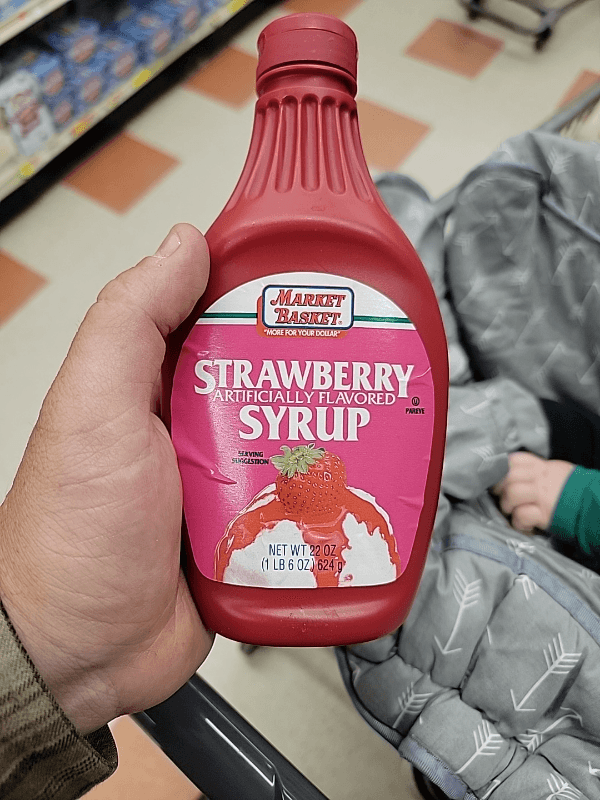 MARKET
BASKET®
"MORE FOR YOUR DOLLAR"
STRAWBERRY
ARTIFICIALLY FLAVORED
SYRUP
U
PAREVE
SERVING
SUGGESTION
NET WT 22 OZ
(1 LB 6 OZ) 624 g